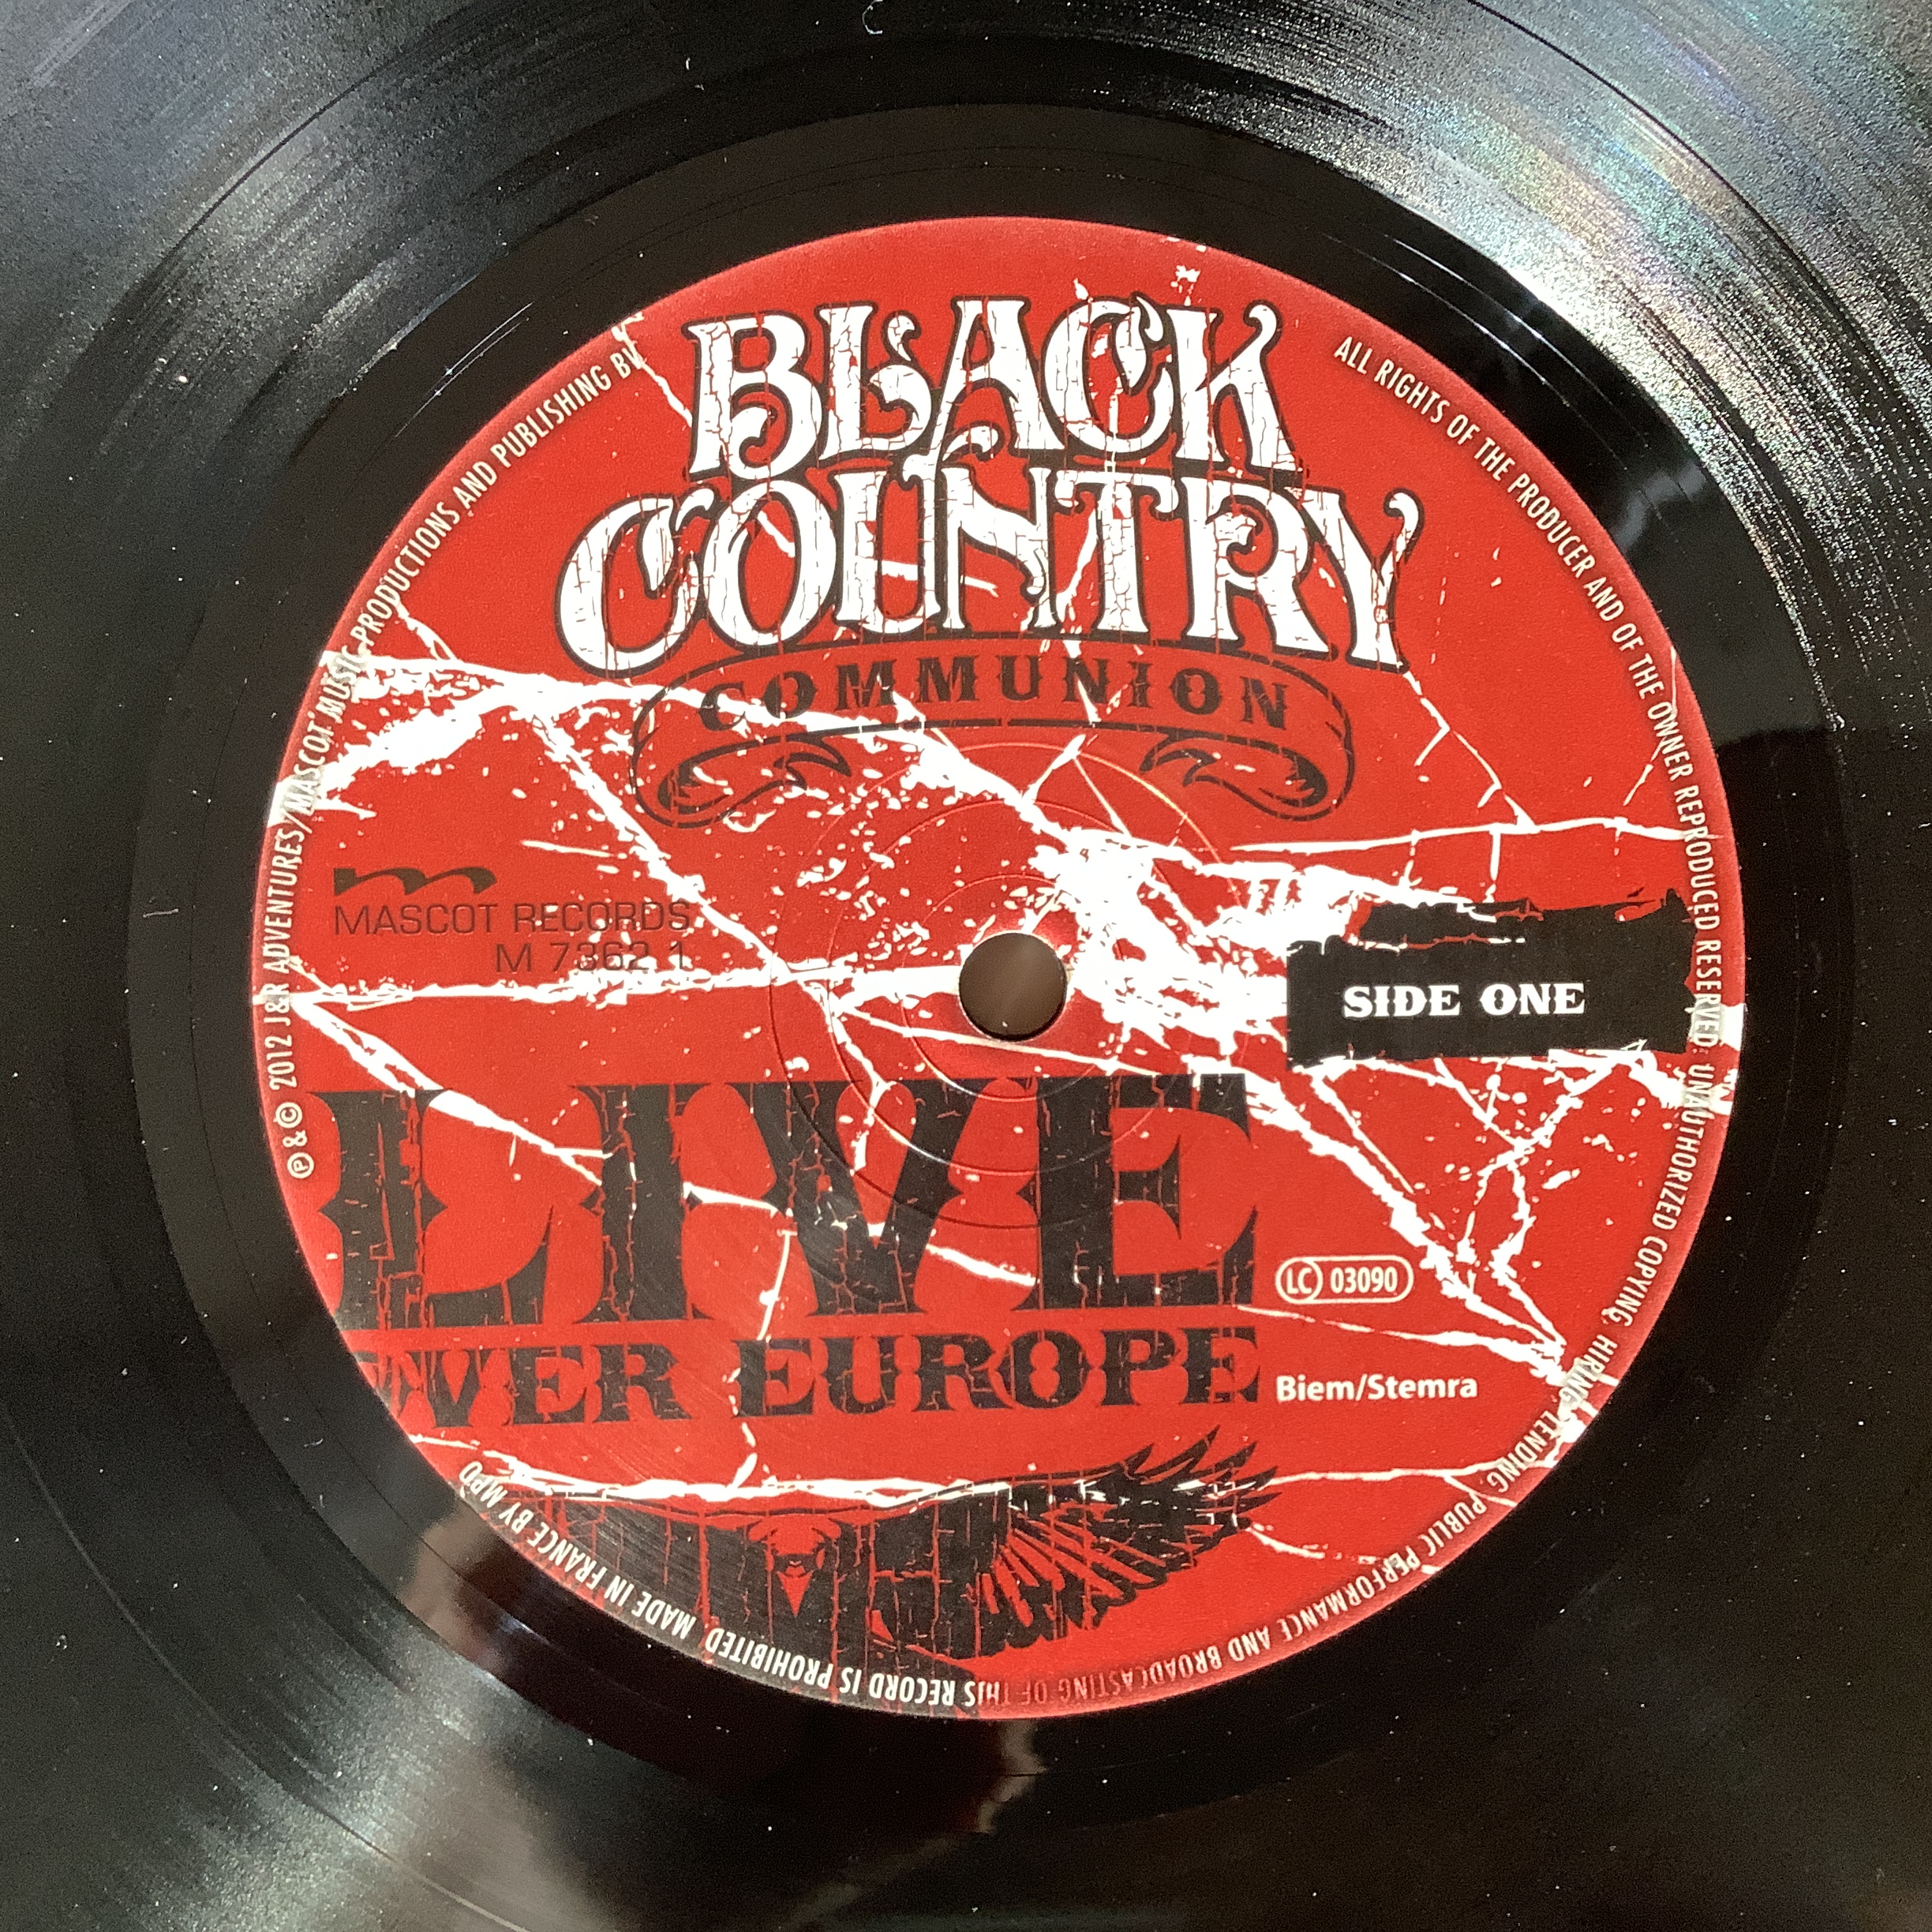 BLACK
COUNTRY
COMMUNION
MASCOT RECORDS
M 7362 1
SIDE ONE
LIVE
OVER EUROPE
LC 03090
Biem/Stemra
℗ & © 2012 J&R ADVENTURES/MASCOT MUSIC PRODUCTIONS AND PUBLISHING BV
ALL RIGHTS OF THE PRODUCER AND OF THE OWNER REPRODUCED RESERVED. UNAUTHORIZED COPYING, HIRING, LENDING, PUBLIC PERFORMANCE AND BROADCASTING OF THIS RECORD IS PROHIBITED MADE IN FRANCE BY MPO